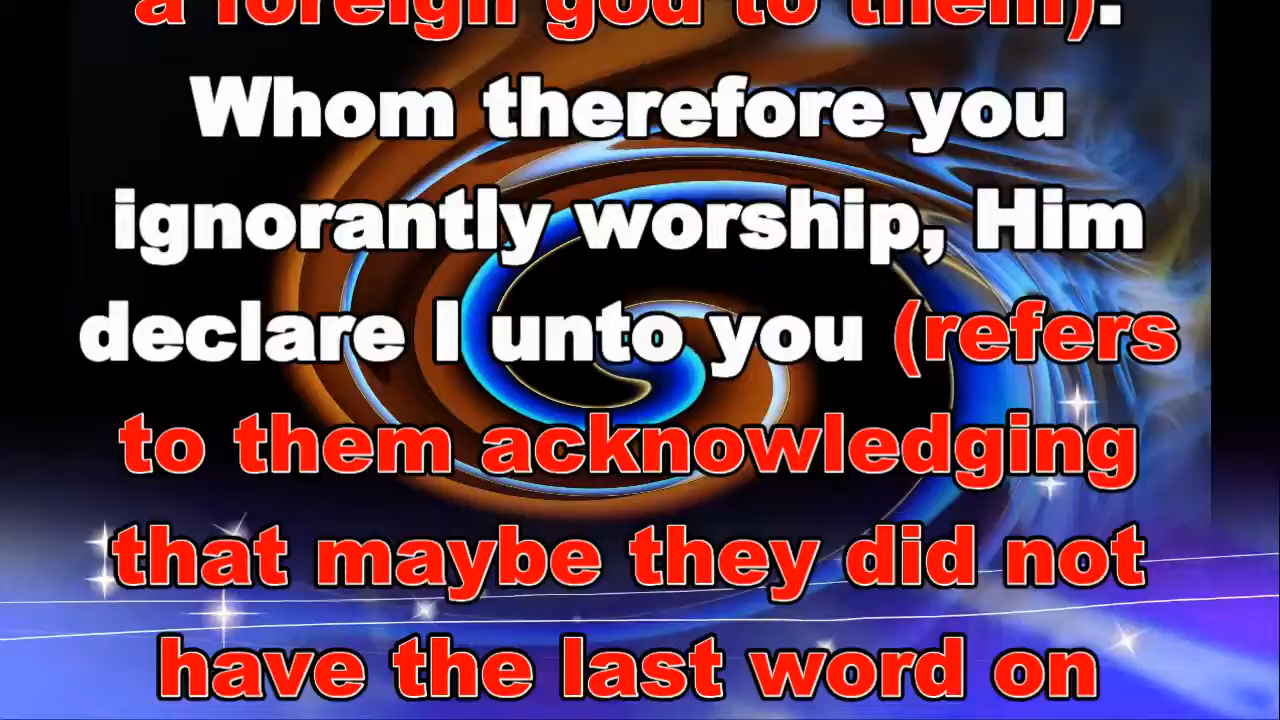 a foreign god to them).
Whom therefore you
ignorantly worship, Him
declare I unto you (refers
to them acknowledging
that maybe they did not
have the last word on